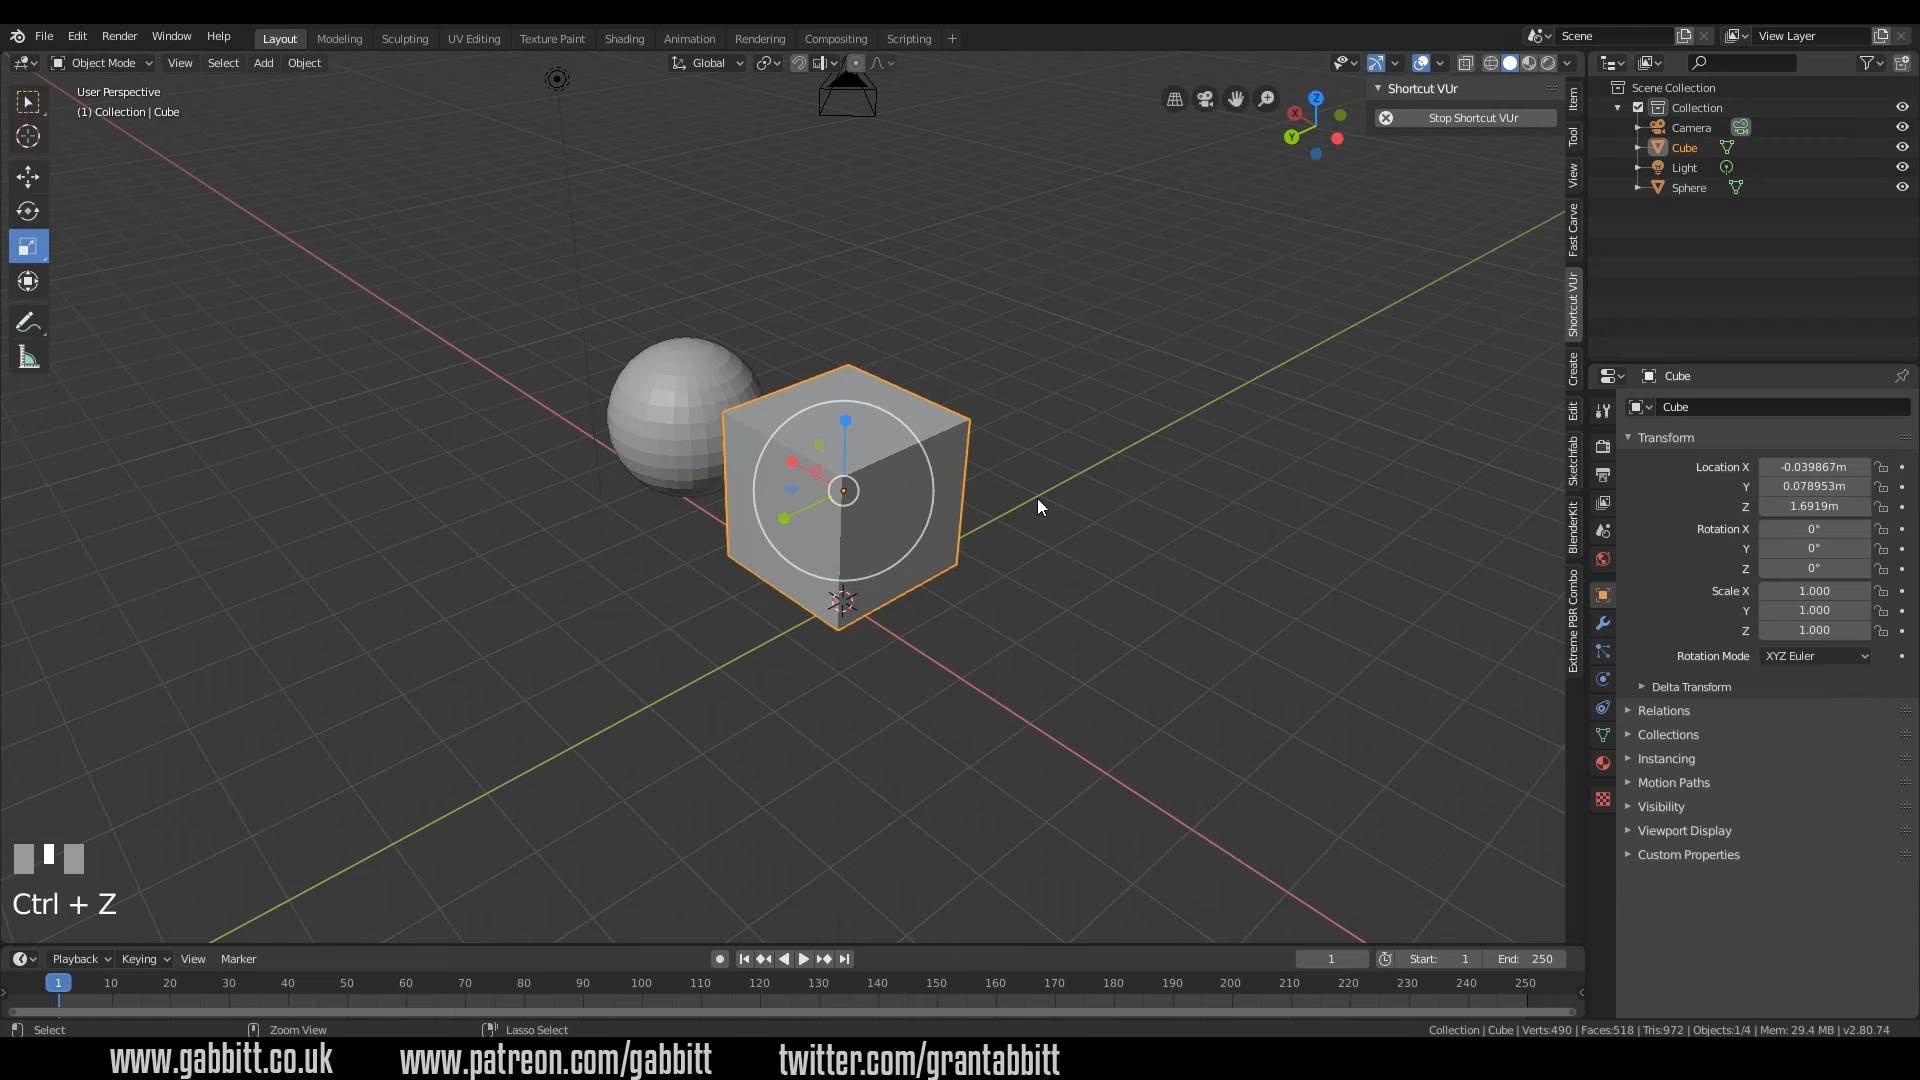 File Edit Render Window Help Layout Modeling Sculpting UV Editing Texture Paint Shading Animation Rendering Compositing Scripting + Scene View Layer
Object Mode View Select Add Object Global
User Perspective
(1) Collection | Cube
Shortcut VUr
Stop Shortcut VUr
X
Y
Z
Item
Tool
View
Fast Carve
Shortcut VUr
Create
Edit
Sketchfab
BlenderKit
Extreme PBR Combo
Scene Collection
Collection
Camera
Cube
Light
Sphere
Cube
Cube
Transform
Location X -0.039867m
Y 0.078953m
Z 1.6919m
Rotation X 0°
Y 0°
Z 0°
Scale X 1.000
Y 1.000
Z 1.000
Rotation Mode XYZ Euler
Delta Transform
Relations
Collections
Instancing
Motion Paths
Visibility
Viewport Display
Custom Properties
Ctrl + Z
Playback Keying View Marker 1 Start: 1 End: 250
1 10 20 30 40 50 60 70 80 90 100 110 120 130 140 150 160 170 180 190 200 210 220 230 240 250
Select Zoom View Lasso Select Collection | Cube | Verts:490 | Faces:518 | Tris:972 | Objects:1/4 | Mem: 29.4 MB | v2.80.74
www.gabbitt.co.uk www.patreon.com/gabbitt twitter.com/grantabbitt